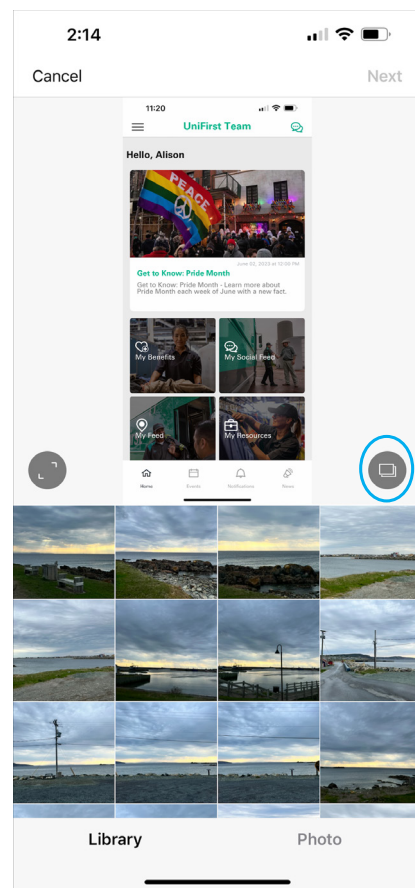 2:14
Cancel Next
11:20
UniFirst Team
Hello, Alison
PEACE
June 02, 2023 at 12:00 PM
Get to Know: Pride Month
Get to Know: Pride Month - Learn more about
Pride Month each week of June with a new fact.
My Benefits My Social Feed
My Feed My Resources
Home Events Notifications News
Library Photo